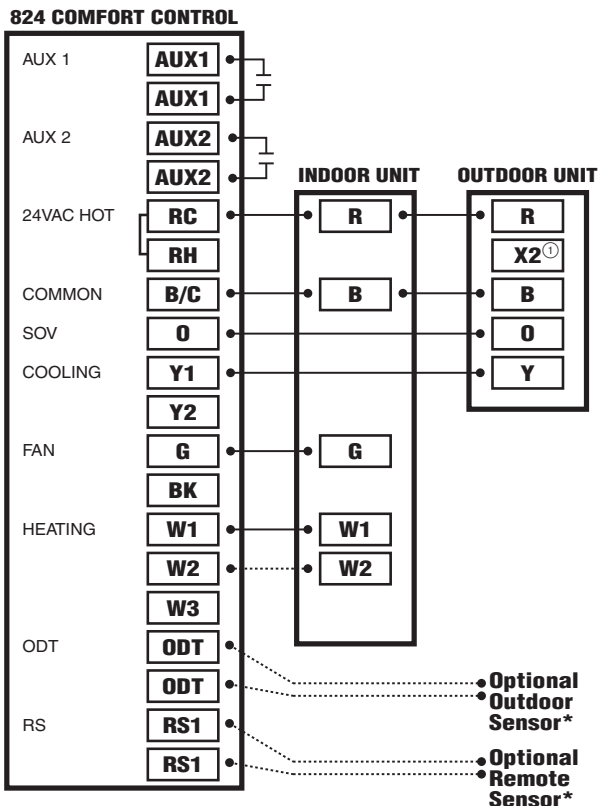 824 COMFORT CONTROL
AUX 1 AUX1
AUX1
AUX 2 AUX2
AUX2
INDOOR UNIT OUTDOOR UNIT
24VAC HOT RC R R
RH X2①
COMMON B/C B B
SOV O O
COOLING Y1 Y
Y2
FAN G G
BK
HEATING W1 W1
W2 W2
W3
ODT ODT
ODT
Optional
Outdoor
Sensor*
RS RS1
RS1
Optional
Remote
Sensor*